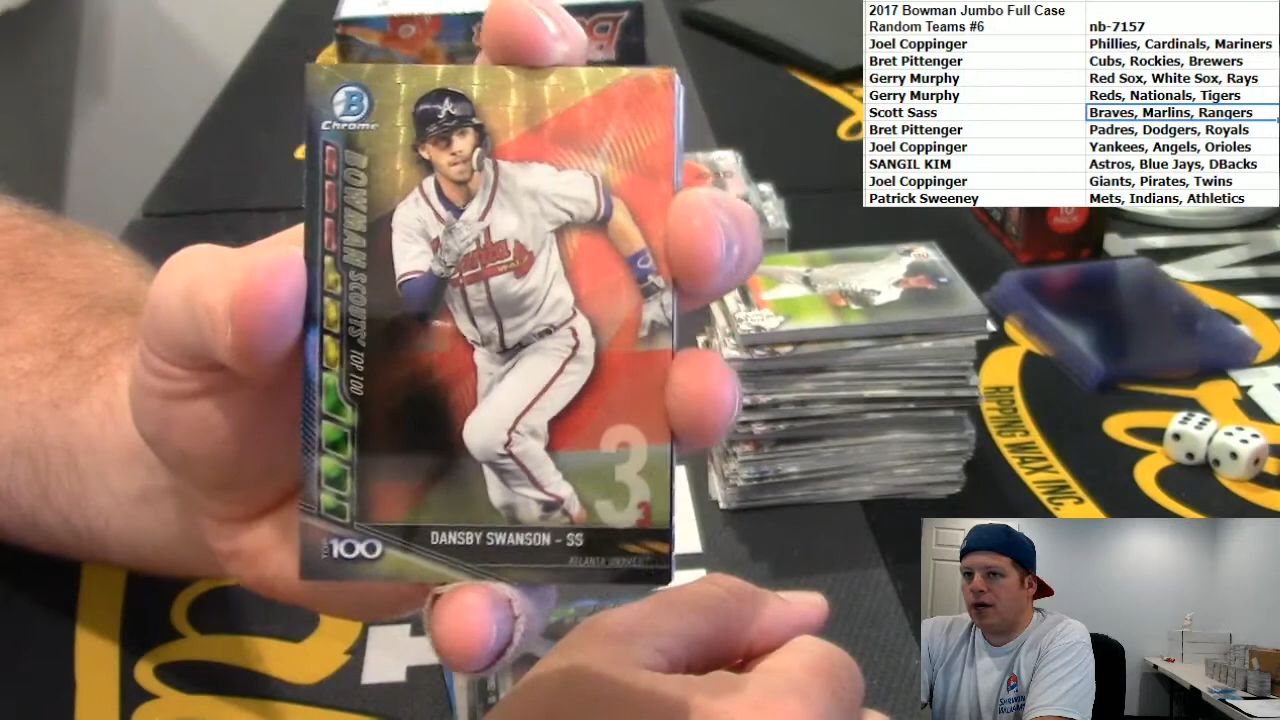 2017 Bowman Jumbo Full Case
Random Teams #6 nb-7157
Joel Coppinger Phillies, Cardinals, Mariners
Bret Pittenger Cubs, Rockies, Brewers
Gerry Murphy Red Sox, White Sox, Rays
Gerry Murphy Reds, Nationals, Tigers
Scott Sass Braves, Marlins, Rangers
Bret Pittenger Padres, Dodgers, Royals
Joel Coppinger Yankees, Angels, Orioles
SANGIL KIM Astros, Blue Jays, DBacks
Joel Coppinger Giants, Pirates, Twins
Patrick Sweeney Mets, Indians, Athletics
B
Chrome
BOWMAN SCOUTS' TOP 100
A
3
DANSBY SWANSON - SS
TOP 100
RIPPING WAX INC.